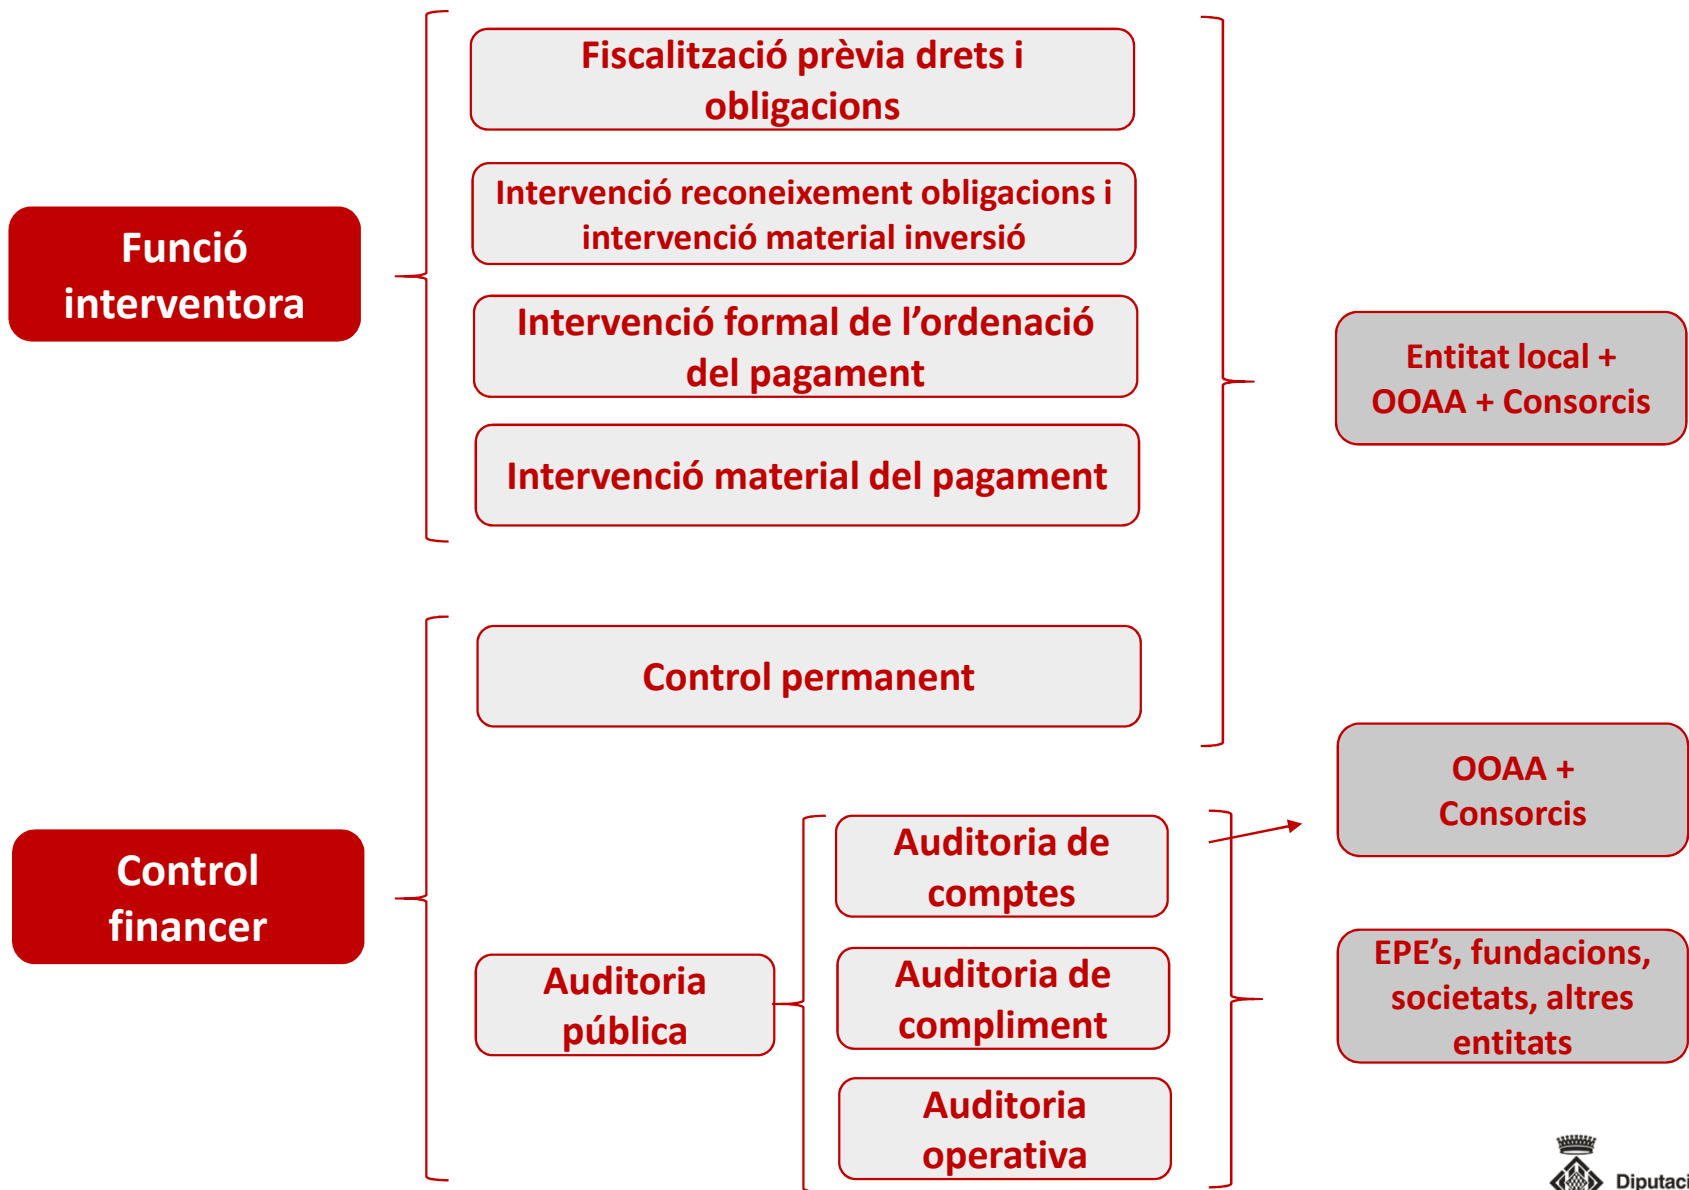 Fiscalització prèvia drets i
obligacions
Intervenció reconeixement obligacions i
intervenció material inversió
Funció
interventora
Intervenció formal de l’ordenació
del pagament
Entitat local +
OOAA + Consorcis
Intervenció material del pagament
Control permanent
OOAA +
Consorcis
Control
financer
Auditoria de
comptes
Auditoria
pública
Auditoria de
compliment
EPE’s, fundacions,
societats, altres
entitats
Auditoria
operativa
Diputaci